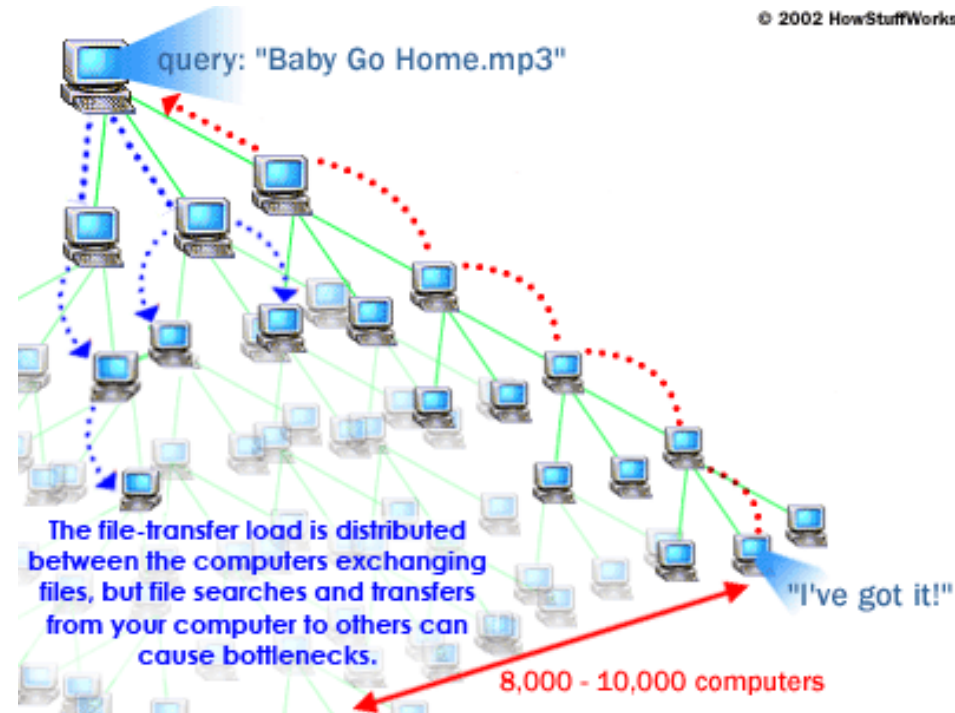 © 2002 HowStuffWorks
query: "Baby Go Home.mp3"
The file-transfer load is distributed
between the computers exchanging
files, but file searches and transfers
from your computer to others can
cause bottlenecks.
"I've got it!"
8,000 - 10,000 computers